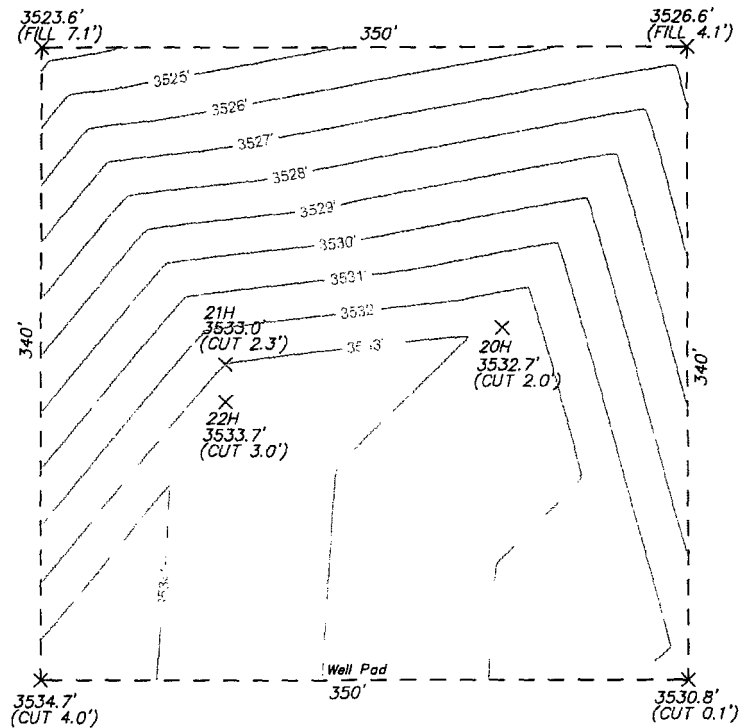 3523.6'
(FILL 7.1')
350'
3526.6'
(FILL 4.1')
3525'
3526'
3527'
3528'
3529'
3530'
3531'
3532
21H
3533.0'
(CUT 2.3')
340'
20H
3532.7'
(CUT 2.0')
340'
22H
3533.7'
(CUT 3.0')
Well Pad
350'
3534.7'
(CUT 4.0')
3530.8'
(CUT 0.1')